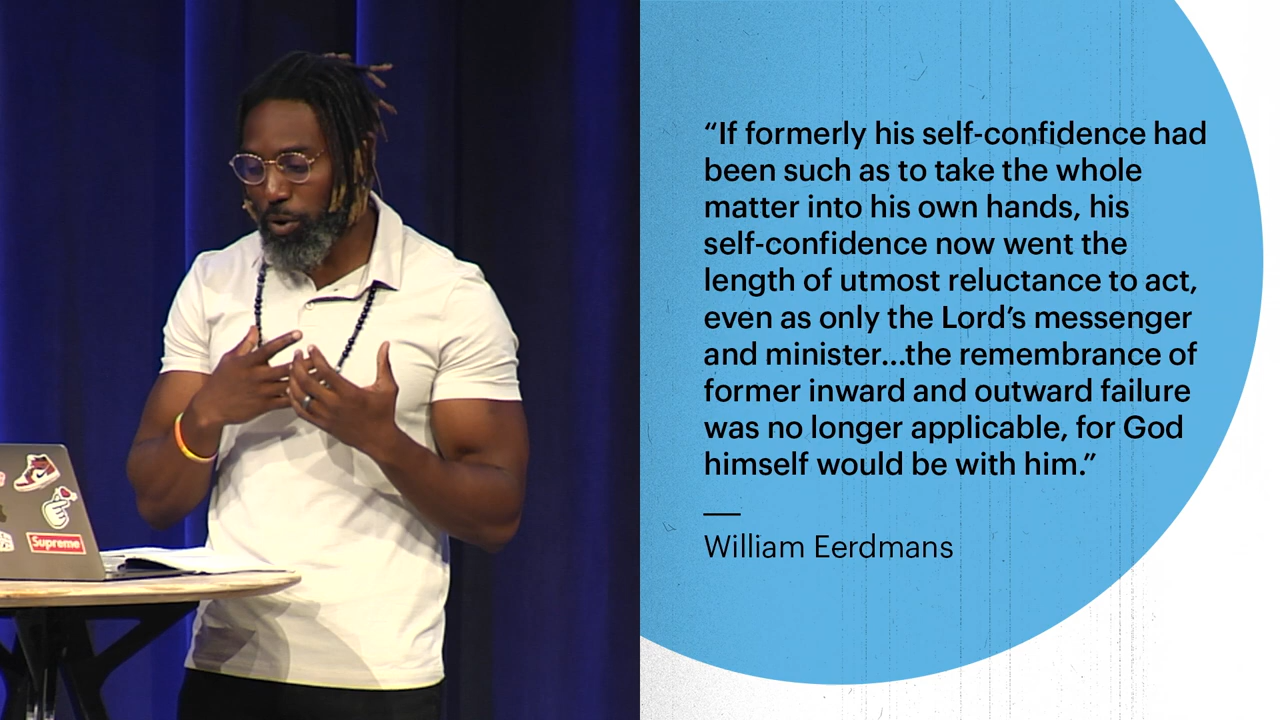 Supreme
“If formerly his self-confidence had
been such as to take the whole
matter into his own hands, his
self-confidence now went the
length of utmost reluctance to act,
even as only the Lord’s messenger
and minister...the remembrance of
former inward and outward failure
was no longer applicable, for God
himself would be with him.”
William Eerdmans